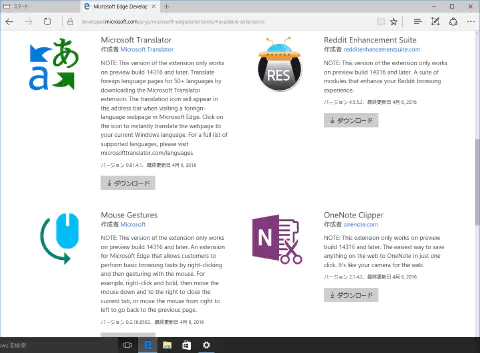 スタート
Microsoft Edge Develop
developer.microsoft.com
Microsoft Translator
作成者 Microsoft Translator
NOTE: This version of the extension only works
on preview build 14316 and later. Translate
foreign language pages for 50+ languages by
downloading the Microsoft Translator
extension. The translation icon will appear in
the address bar when visiting a foreign-
language webpage in Microsoft Edge. Click
on the icon to instantly translate the webpage to
your current Windows language. For a full list of
supported languages, please visit
microsofttranslator.com/languages
バージョン 0.91.4.1、最終更新日 4月 6, 2016
ダウンロード
RES
Reddit Enhancement Suite
作成者 redditenhancementsuite.com
NOTE: This version of the extension only works
on preview build 14316 and later. A suite of
modules that enhance your Reddit browsing
experience.
バージョン 4.5.5.2、最終更新日 4月 6, 2016
ダウンロード
Mouse Gestures
作成者 Microsoft
NOTE: This version of the extension only works
on preview build 14316 and later. An extension
for Microsoft Edge that allows customers to
perform basic browsing tasks by right-clicking
and then gesturing with the mouse. For
example, right-click and hold, then move the
mouse down and to the right to close the
current tab, or move the mouse from right to
left to go back to the previous page.
バージョン 0.2.16.0502、最終更新日 4月 6, 2016
N
OneNote Clipper
作成者 onenote.com
NOTE: This extension only works on preview
build 14316 and later. The easiest way to save
anything on the web to OneNote in just one
click. It's like your camera for the web.
バージョン 2.1.4.2、最終更新日 4月 6, 2016
ダウンロード